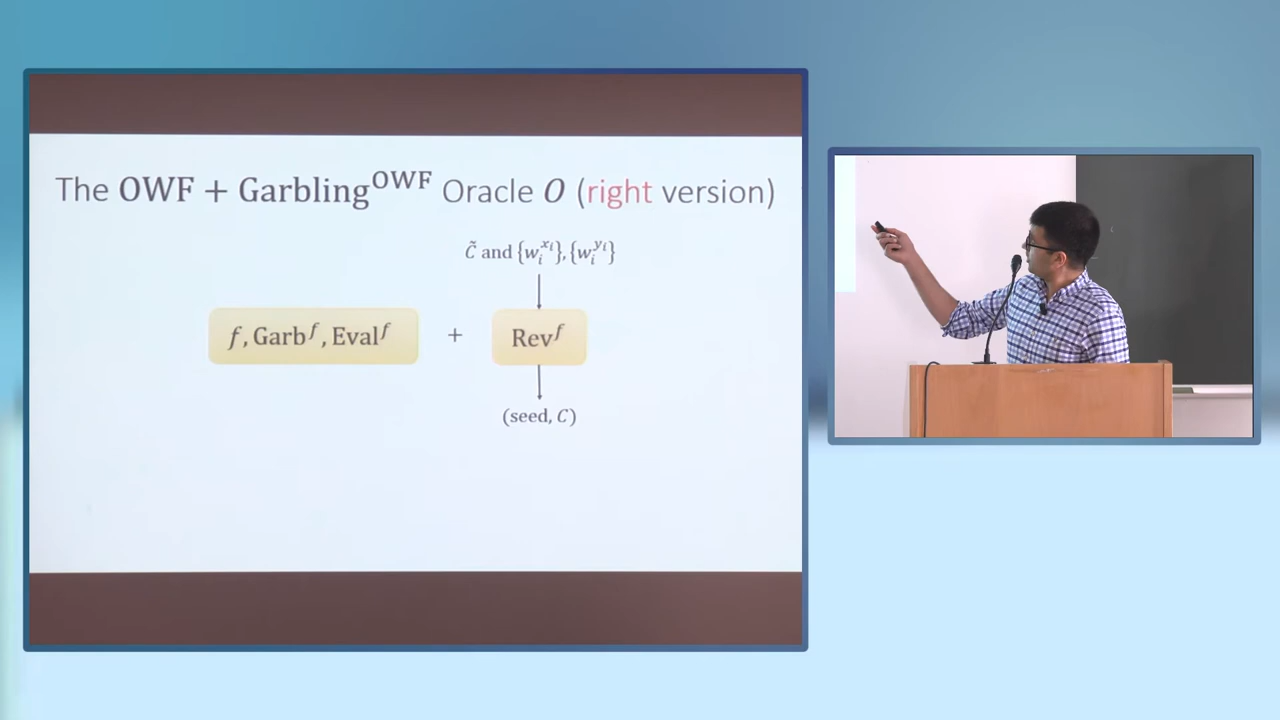 The OWF + Garbling^OWF Oracle O (right version)
C̃ and {w_i^{x_i}}, {w_i^{y_i}}
f, Garb^f, Eval^f + Rev^f
(seed, C)